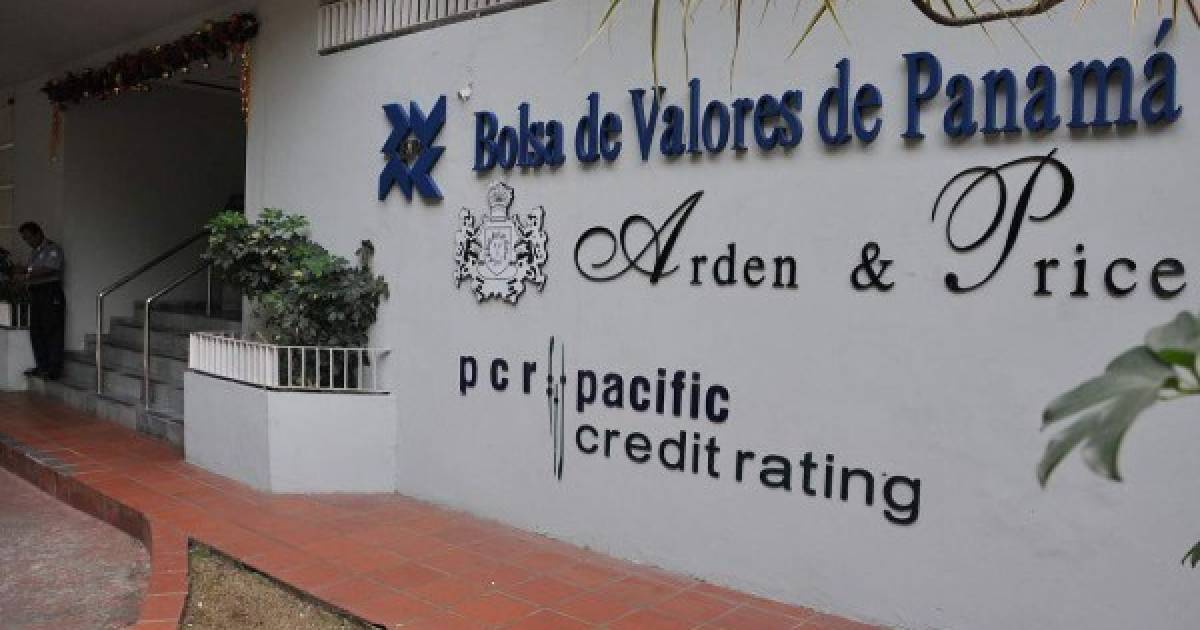 Bolsa de Valores de Panamá
Arden & Price
pcr pacific
credit rating